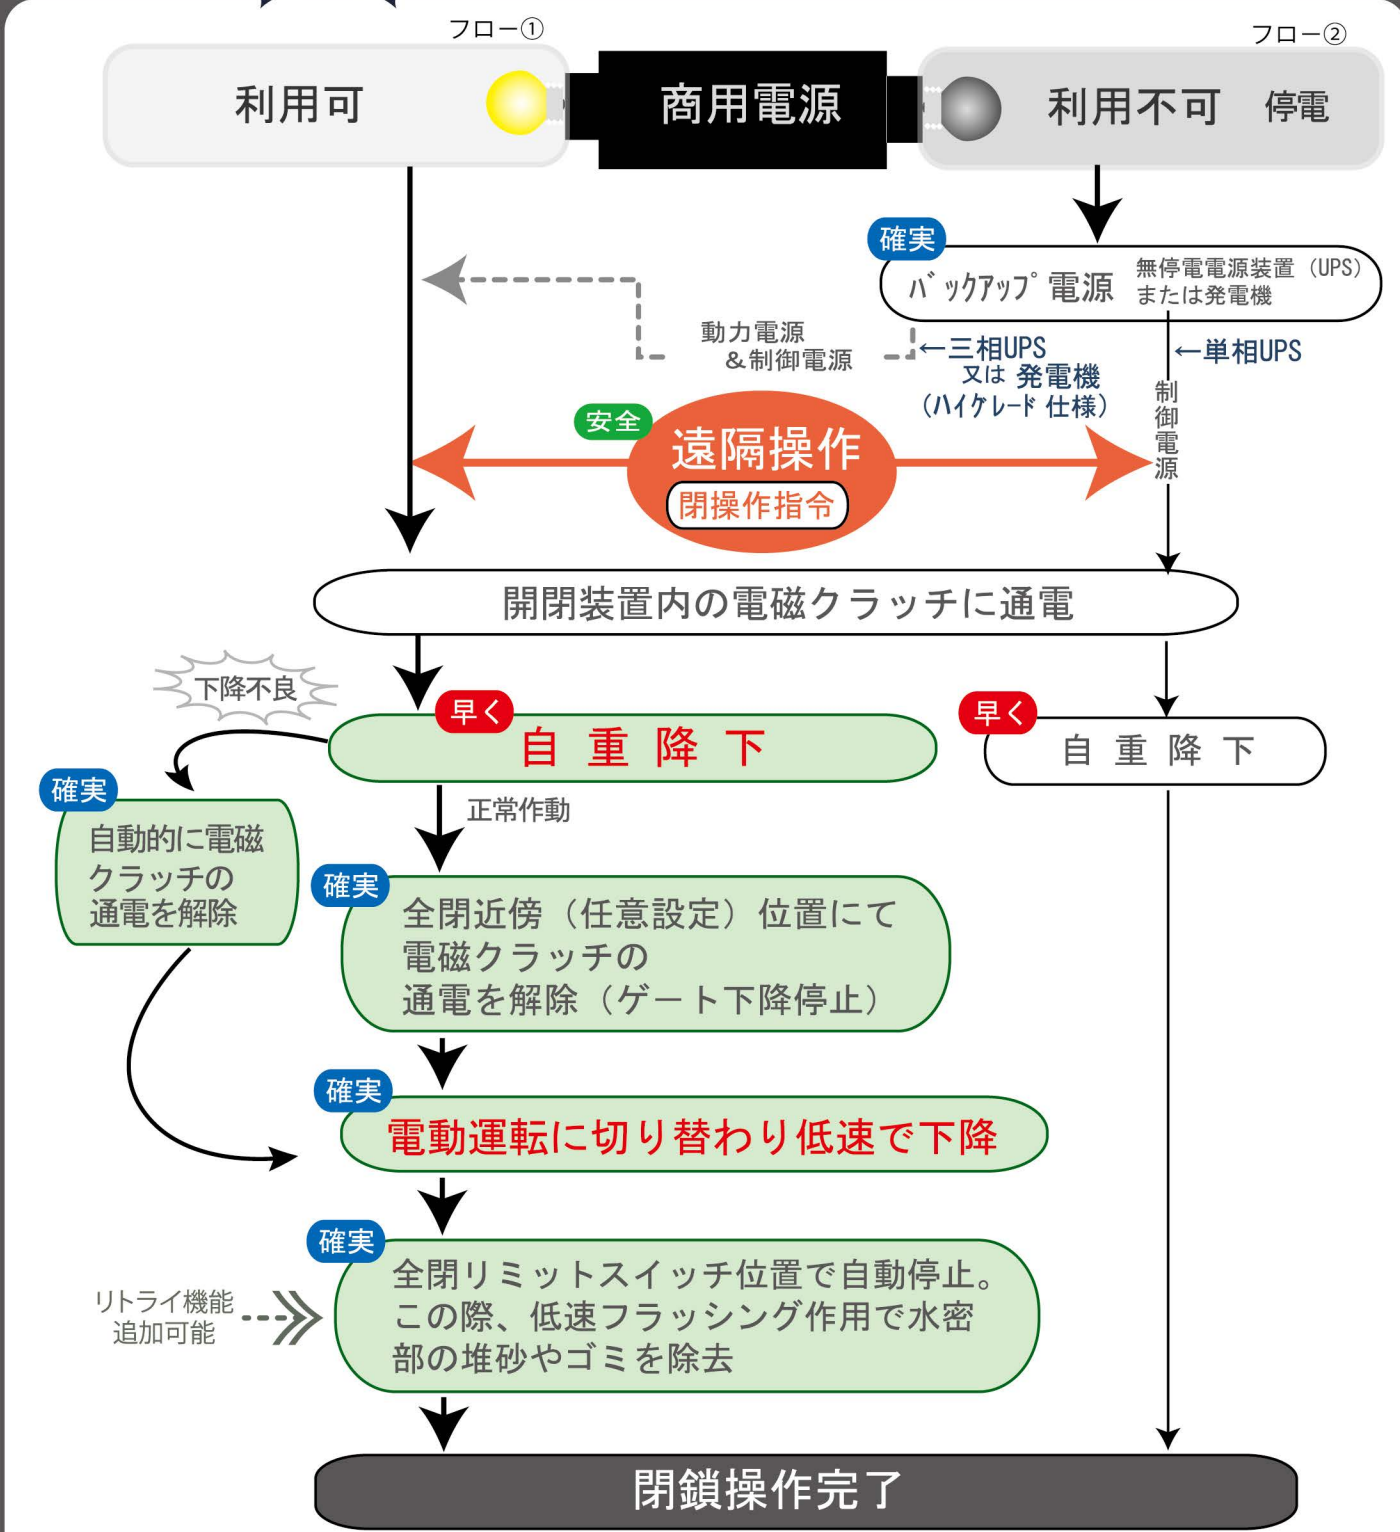 フロー①
フロー②
利用可
商用電源
利用不可 停電
確実
バックアップ電源
無停電電源装置（UPS）
または発電機
動力電源
＆制御電源
←三相UPS
又は 発電機
（ハイグレード仕様）
←単相UPS
制御電源
安全
遠隔操作
閉操作指令
開閉装置内の電磁クラッチに通電
下降不良
早く
自重降下
早く
自重降下
正常作動
確実
自動的に電磁
クラッチの
通電を解除
確実
全閉近傍（任意設定）位置にて
電磁クラッチの
通電を解除（ゲート下降停止）
確実
電動運転に切り替わり低速で下降
確実
全閉リミットスイッチ位置で自動停止。
この際、低速フラッシング作用で水密
部の堆砂やゴミを除去
リトライ機能
追加可能
閉鎖操作完了